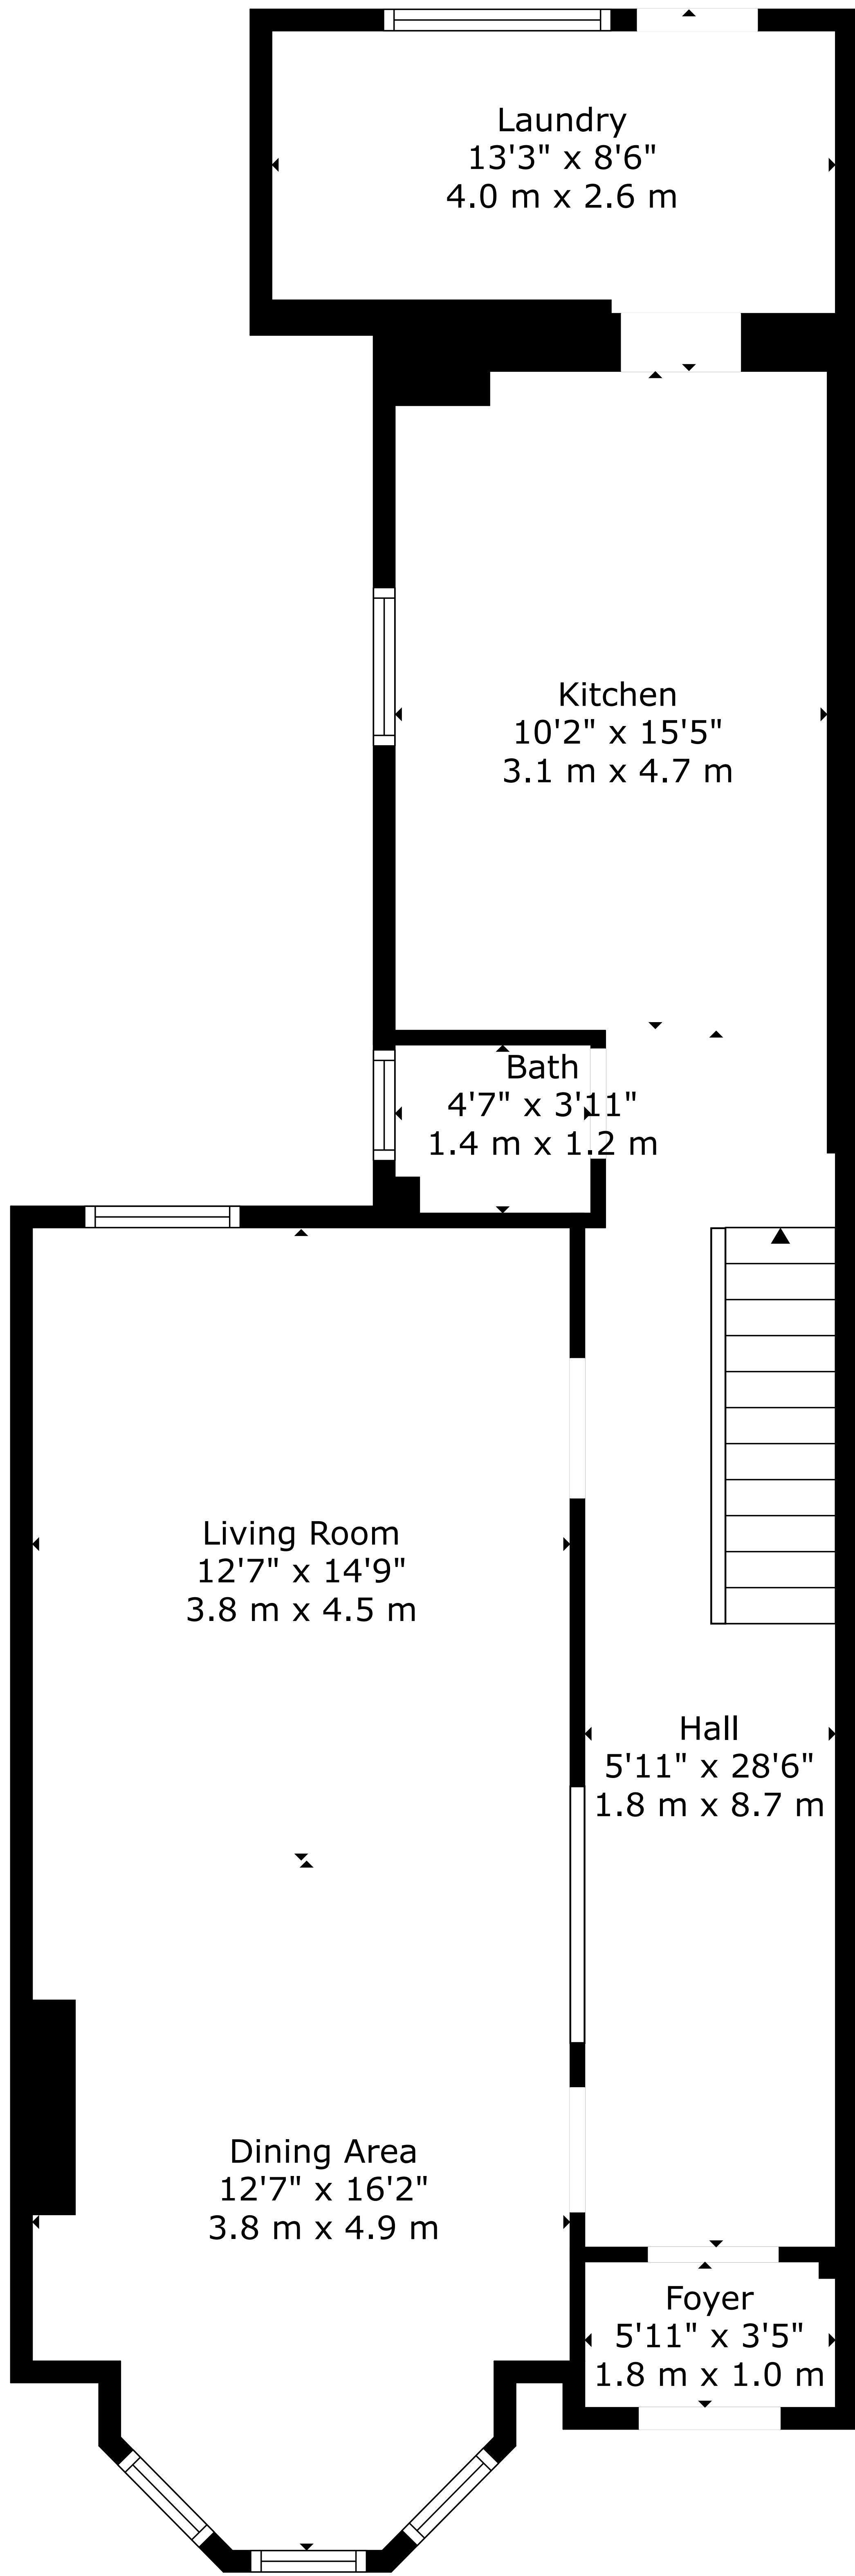 Laundry
13'3" x 8'6"
4.0 m x 2.6 m
Kitchen
10'2" x 15'5"
3.1 m x 4.7 m
Bath
4'7" x 3'11"
1.4 m x 1.2 m
Living Room
12'7" x 14'9"
3.8 m x 4.5 m
Hall
5'11" x 28'6"
1.8 m x 8.7 m
Dining Area
12'7" x 16'2"
3.8 m x 4.9 m
Foyer
5'11" x 3'5"
1.8 m x 1.0 m